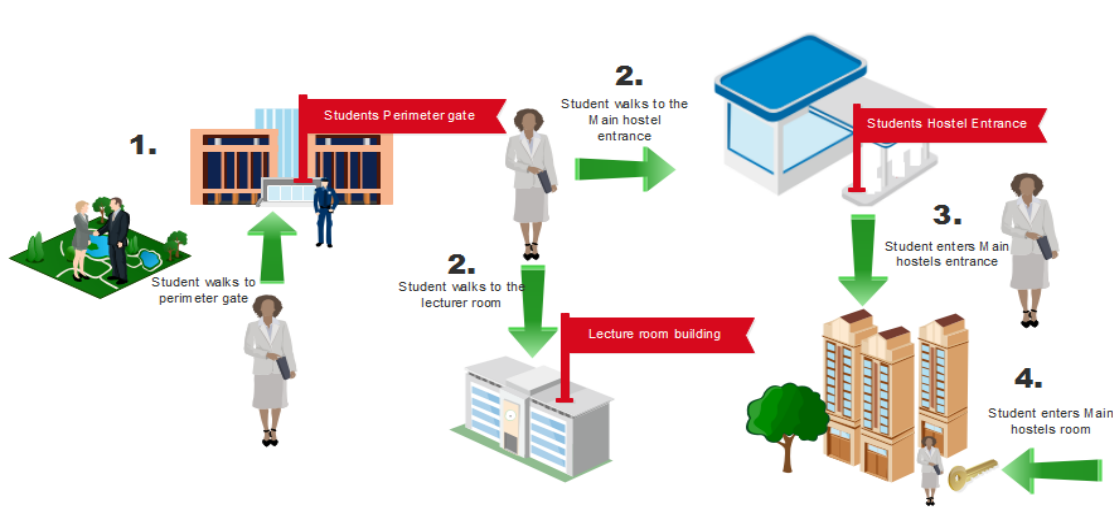 1.
Students Perimeter gate
Student walks to
perimeter gate
2.
Student walks to the
Main hostel
entrance
Students Hostel Entrance
2.
Student walks to the
lecturer room
Lecture room building
3.
Student enters Main
hostels entrance
4.
Student enters Main
hostels room